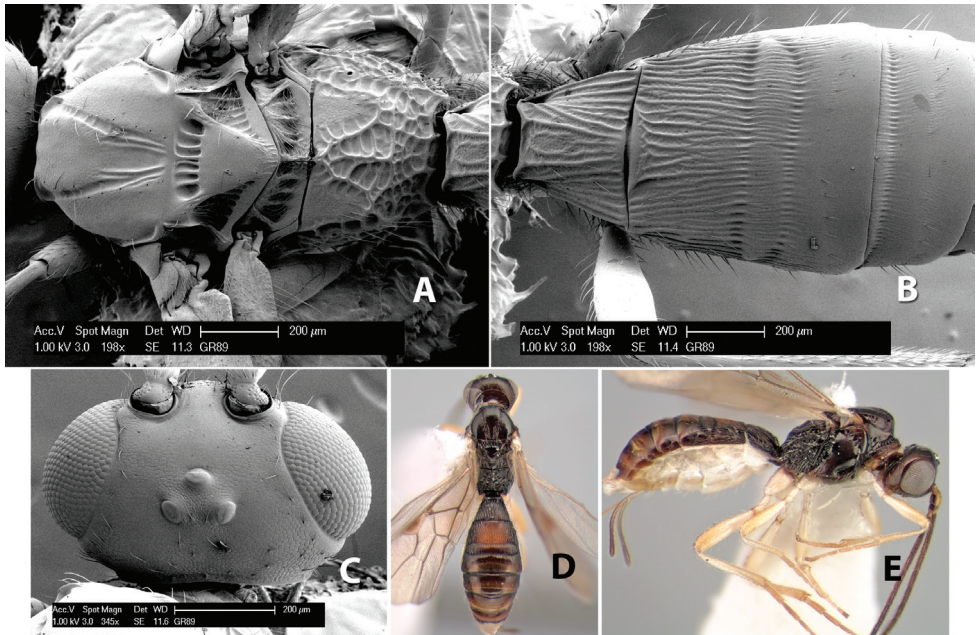 A
Acc.V Spot Magn Det WD 200 µm
1.00 kV 3.0 198x SE 11.3 GR89
B
Acc.V Spot Magn Det WD 200 µm
1.00 kV 3.0 198x SE 11.4 GR89
C
Acc.V Spot Magn Det WD 200 µm
1.00 kV 3.0 345x SE 11.6 GR89
D
E